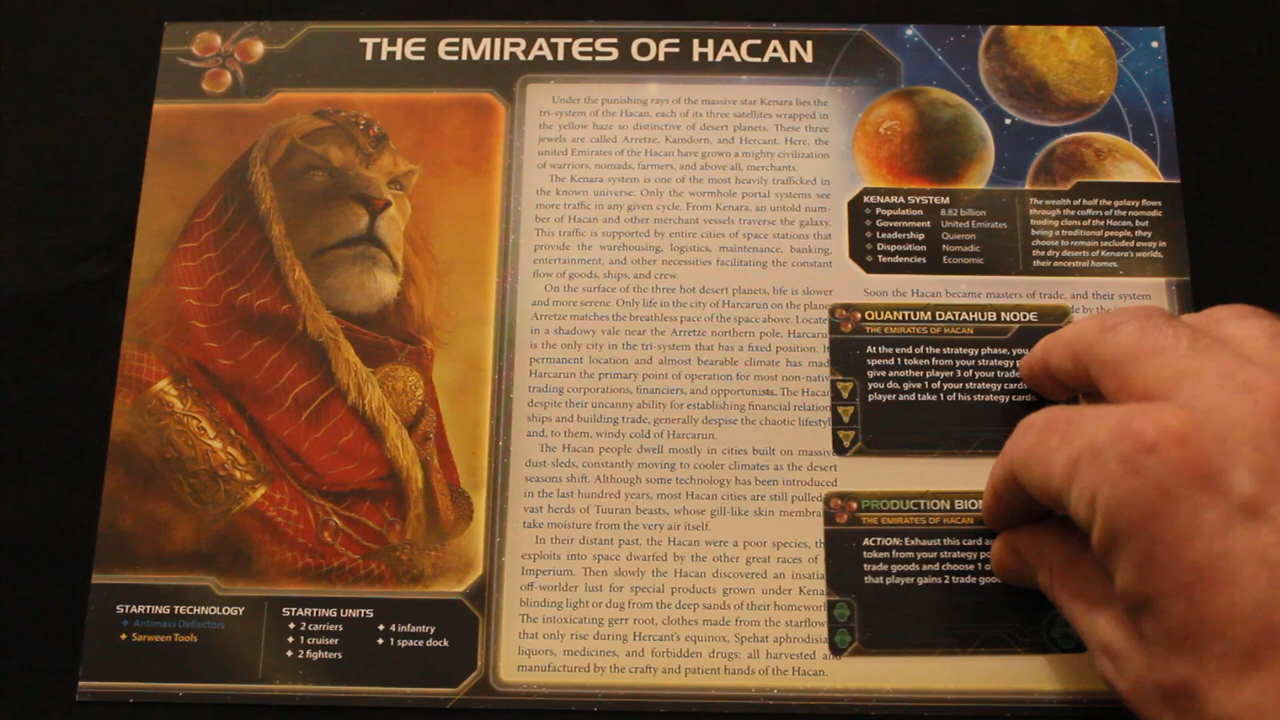 THE EMIRATES OF HACAN
Under the punishing rays of the massive star Kenara lies the
tri-system of the Hacan, each of its three satellites wrapped in
the yellow haze so distinctive of desert planets. These three
jewels are called Arretze, Kamdorn, and Hercant. Here, the
united Emirates of the Hacan have grown a mighty civilization
of warriors, nomads, farmers, and above all, merchants.
The Kenara system is one of the most heavily trafficked in
the known universe. Only the wormhole portal systems see
more traffic in any given cycle. From Kenara, an untold num-
ber of Hacan and other merchant vessels traverse the galaxy.
This traffic is supported by entire cities of space stations that
provide the warehousing, logistics, maintenance, banking,
entertainment, and other necessities facilitating the constant
flow of goods, ships, and crew.
On the surface of the three hot desert planets, life is slower
and more serene. Only life in the city of Harcarun on the plane
Arretze matches the breathless pace of the space above. Locate
in a shadowy vale near the Arretze northern pole, Harcaru
is the only city in the tri-system that has a fixed position. I
permanent location and almost bearable climate has mad
Harcarun the primary point of operation for most non-nativ
trading corporations, financiers, and opportunists. The Hacan
despite their uncanny ability for establishing financial relation
ships and building trade, generally despise the chaotic lifestyl
and, to them, windy cold of Harcarun.
The Hacan people dwell mostly in cities built on massive
dust-sleds, constantly moving to cooler climates as the desert
seasons shift. Although some technology has been introduced
in the last hundred years, most Hacan cities are still pulled
vast herds of Tuuran beasts, whose gill-like skin membra
take moisture from the very air itself.
In their distant past, the Hacan were a poor species, th
exploits into space dwarfed by the other great races of
Imperium. Then slowly the Hacan discovered an insatia
off-worlder lust for special products grown under Kena
blinding light or dug from the deep sands of their homeworl
The intoxicating gerr root, clothes made from the starflow
that only rise during Hercant's equinox, Spehat aphrodisia
liquors, medicines, and forbidden drugs: all harvested and
manufactured by the crafty and patient hands of the Hacan.
KENARA SYSTEM
Population 8.82 billion
Government United Emirates
Leadership Quieron
Disposition Nomadic
Tendencies Economic
The wealth of half the galaxy flows
through the coffers of the nomadic
trading clans of the Hacan, but
being a traditional people, they
choose to remain secluded away in
the dry deserts of Kenara's worlds,
their ancestral homes.
Soon the Hacan became masters of trade, and their system
de by the
QUANTUM DATAHUB NODE
THE EMIRATES OF HACAN
At the end of the strategy phase, you
spend 1 token from your strategy p
give another player 3 of your trade
you do, give 1 of your strategy cards
player and take 1 of his strategy cards
PRODUCTION BIO
THE EMIRATES OF HACAN
ACTION: Exhaust this card a
token from your strategy po
trade goods and choose 1 o
that player gains 2 trade goo
STARTING TECHNOLOGY
Antimass Deflectors
Sarween Tools
STARTING UNITS
2 carriers
1 cruiser
2 fighters
4 infantry
1 space dock